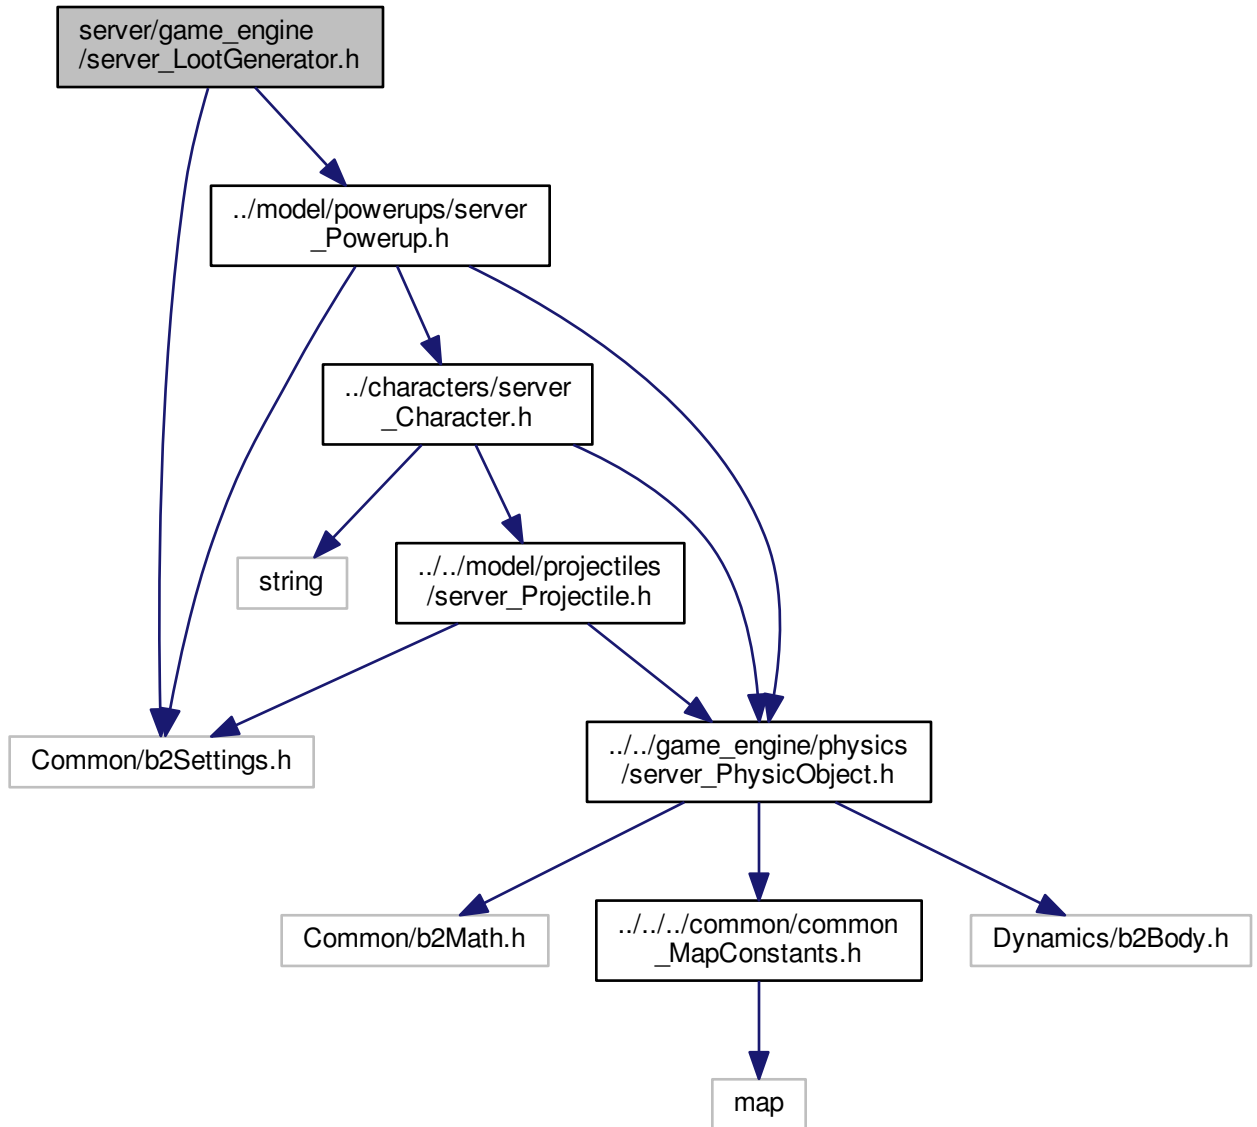 server/game_engine
/server_LootGenerator.h
../model/powerups/server
_Powerup.h
../characters/server
_Character.h
string
../../model/projectiles
/server_Projectile.h
Common/b2Settings.h
../../game_engine/physics
/server_PhysicObject.h
Common/b2Math.h
../../../common/common
_MapConstants.h
Dynamics/b2Body.h
map